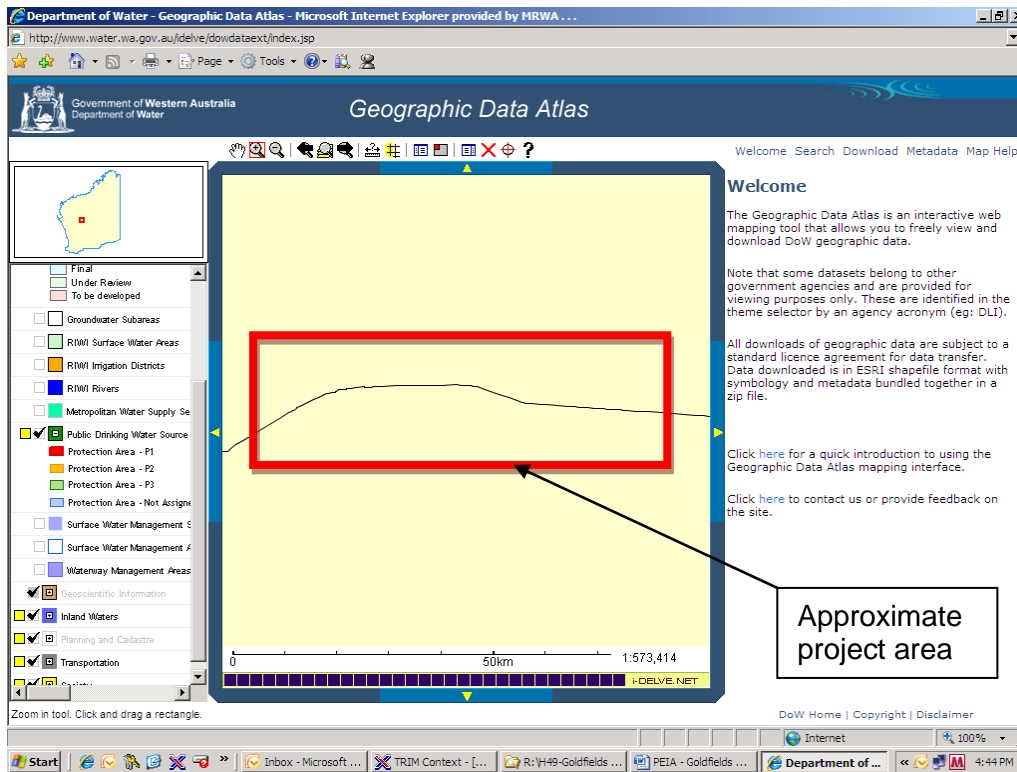 Department of Water - Geographic Data Atlas - Microsoft Internet Explorer provided by MRWA . . .
http://www.water.wa.gov.au/idelve/dowdataext/index.jsp
Page Tools
Government of Western Australia
Department of Water
Geographic Data Atlas
Welcome Search Download Metadata Map Help
Final
Under Review
To be developed
Groundwater Subareas
RIWI Surface Water Areas
RIWI Irrigation Districts
RIWI Rivers
Metropolitan Water Supply Se
Public Drinking Water Source
Protection Area - P1
Protection Area - P2
Protection Area - P3
Protection Area - Not Assigne
Surface Water Management S
Surface Water Management A
Waterway Management Areas
Geoscientific Information
Inland Waters
Planning and Cadastre
Transportation
0 50km 1:573,414
i-DELVE.NET
Welcome
The Geographic Data Atlas is an interactive web
mapping tool that allows you to freely view and
download DoW geographic data.
Note that some datasets belong to other
government agencies and are provided for
viewing purposes only. These are identified in the
theme selector by an agency acronym (eg: DLI).
All downloads of geographic data are subject to a
standard licence agreement for data transfer.
Data downloaded is in ESRI shapefile format with
symbology and metadata bundled together in a
zip file.
Click here for a quick introduction to using the
Geographic Data Atlas mapping interface.
Click here to contact us or provide feedback on
the site.
Approximate
project area
Zoom in tool. Click and drag a rectangle.
DoW Home | Copyright | Disclaimer
Internet 100%
Start » Inbox - Microsoft ... TRIM Context - [... R:\H49-Goldfields ... PEIA - Goldfields ... Department of ... « 4:44 PM